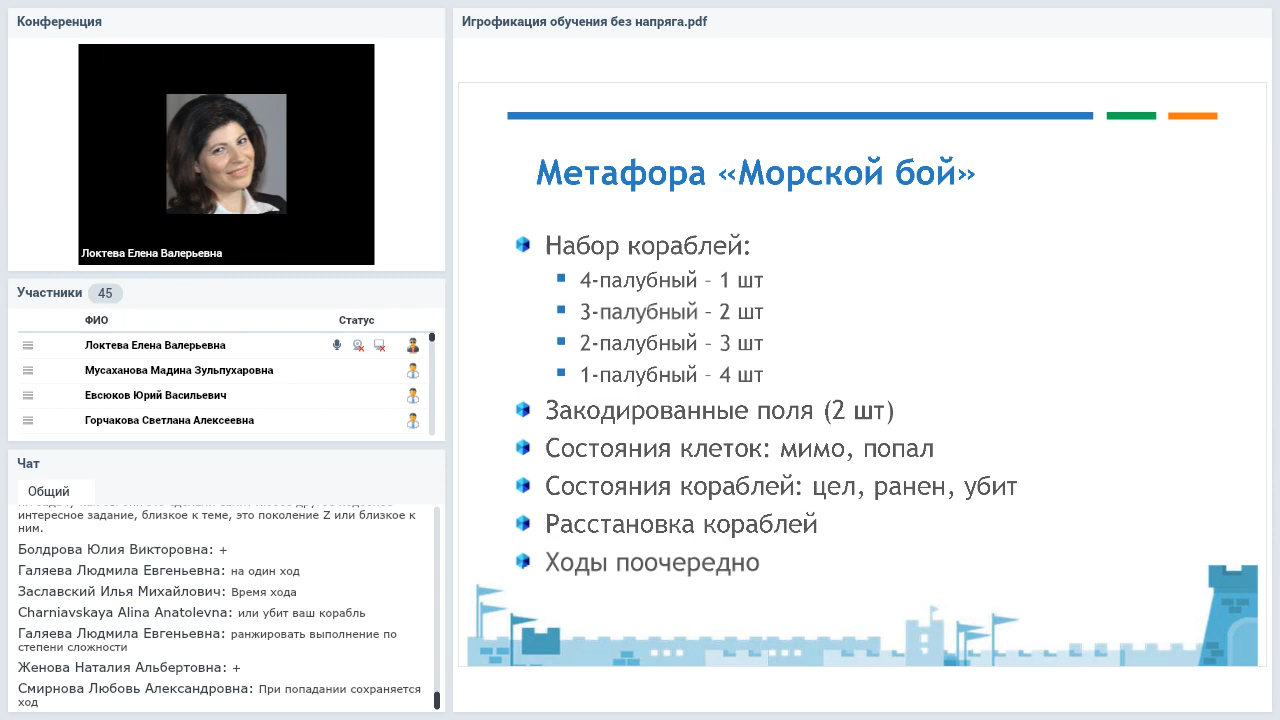 Конференция
Локтева Елена Валерьевна
Участники 45
ФИО Статус
Локтева Елена Валерьевна
Мусаханова Мадина Зульпухаровна
Евсюков Юрий Васильевич
Горчакова Светлана Алексеевна
Чат
Общий
интересное задание, близкое к теме, это поколение Z или близкое к
ним.
Болдрова Юлия Викторовна: +
Галяева Людмила Евгеньевна: на один ход
Заславский Илья Михайлович: Время хода
Charniavskaya Alina Anatolevna: или убит ваш корабль
Галяева Людмила Евгеньевна: ранжировать выполнение по
степени сложности
Женова Наталия Альбертовна: +
Смирнова Любовь Александровна: При попадании сохраняется
ход
Игрофикация обучения без напряга.pdf
Метафора «Морской бой»
Набор кораблей:
4-палубный – 1 шт
3-палубный – 2 шт
2-палубный – 3 шт
1-палубный – 4 шт
Закодированные поля (2 шт)
Состояния клеток: мимо, попал
Состояния кораблей: цел, ранен, убит
Расстановка кораблей
Ходы поочередно